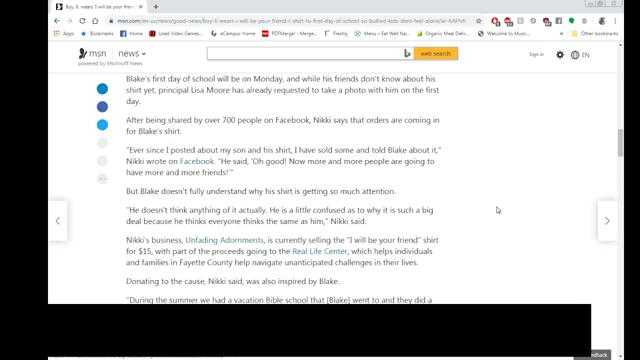 Boy, 6, wears 'I will be your frien
msn.com/en-us/news/good-news/boy-6-wears-i-will-be-your-friend-t-shirt-to-first-day-of-school-so-bullied-kids-dont-feel-alone/ar-AAFMf
Apps
Bookmarks
Facebook
Home
Used Video Games
eCampus: Home
PDFMerge!
Freshly
Menu - Eat Well Na
Organic Meal Deliver
Welcome to Music
Other bookmarks
msn
news
powered by Microsoft News
web search
Sign in
EN
Blake's first day of school will be on Monday, and while his friends don't know about his
shirt yet, principal Lisa Moore has already requested to take a photo with him on the first
day.
After being shared by over 700 people on Facebook, Nikki says that orders are coming in
for Blake's shirt.
"Ever since I posted about my son and his shirt, I have sold some and told Blake about it,"
Nikki wrote on Facebook. "He said, 'Oh good! Now more and more people are going to
have more and more friends!'"
But Blake doesn't fully understand why his shirt is getting so much attention.
"He doesn't think anything of it actually. He is a little confused as to why it is such a big
deal because he thinks everyone thinks the same as him," Nikki said.
Nikki's business, Unfading Adornments, is currently selling the "I will be your friend" shirt
for $15, with part of the proceeds going to the Real Life Center, which helps individuals
and families in Fayette County help navigate unanticipated challenges in their lives.
Donating to the cause, Nikki said, was also inspired by Blake.
"During the summer we had a vacation Bible school that [Blake] went to and they did a
edback